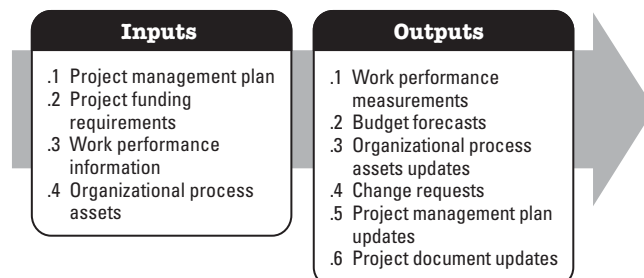 Inputs
.1 Project management plan
.2 Project funding
requirements
.3 Work performance
information
.4 Organizational process
assets
Outputs
.1 Work performance
measurements
.2 Budget forecasts
.3 Organizational process
assets updates
.4 Change requests
.5 Project management plan
updates
.6 Project document updates